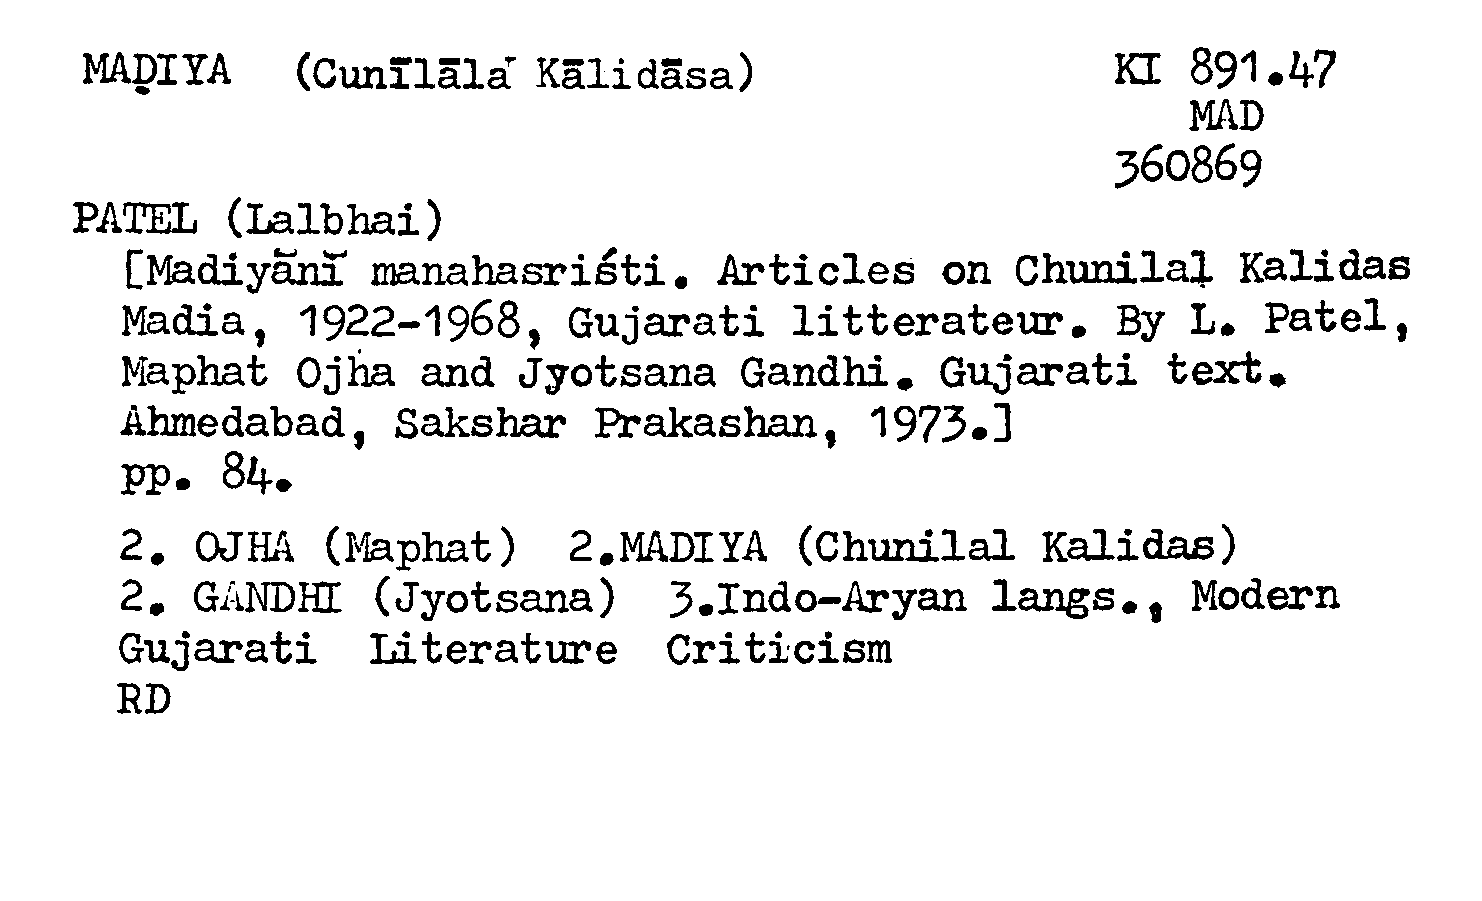 MAḌIYA (Cunīlāla Kālidāsa) KI 891.47
MAD
360869
PATEL (Lalbhai)
[Madiyānī manahasriśti. Articles on Chunilal Kalidas
Madia, 1922-1968, Gujarati litterateur. By L. Patel,
Maphat Ojha and Jyotsana Gandhi. Gujarati text.
Ahmedabad, Sakshar Prakashan, 1973.]
pp. 84.
2. OJHA (Maphat) 2.MADIYA (Chunilal Kalidas)
2. GANDHI (Jyotsana) 3.Indo-Aryan langs., Modern
Gujarati Literature Criticism
RD